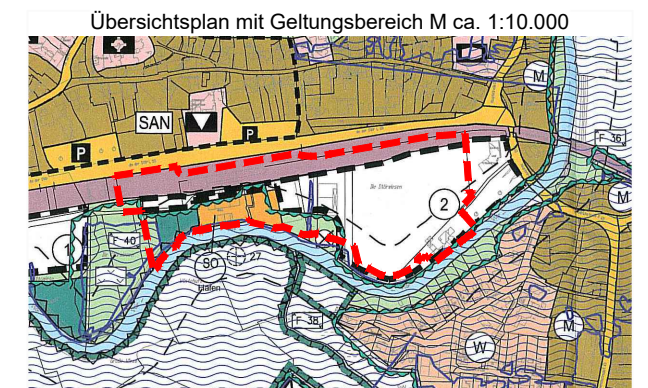 Übersichtsplan mit Geltungsbereich M ca. 1:10.000
M
SAN
P
P
F 36
2
M
1
F 40
SO
27
Hafen
F 38
M
W